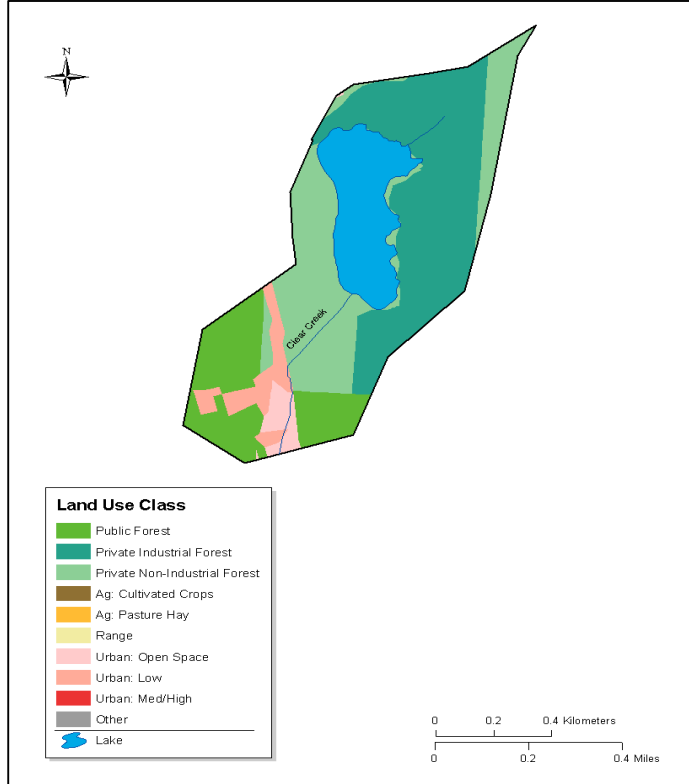 N
Clear Creek
Land Use Class
Public Forest
Private Industrial Forest
Private Non-Industrial Forest
Ag: Cultivated Crops
Ag: Pasture Hay
Range
Urban: Open Space
Urban: Low
Urban: Med/High
Other
Lake
0 0.2 0.4 Kilometers
0 0.2 0.4 Miles